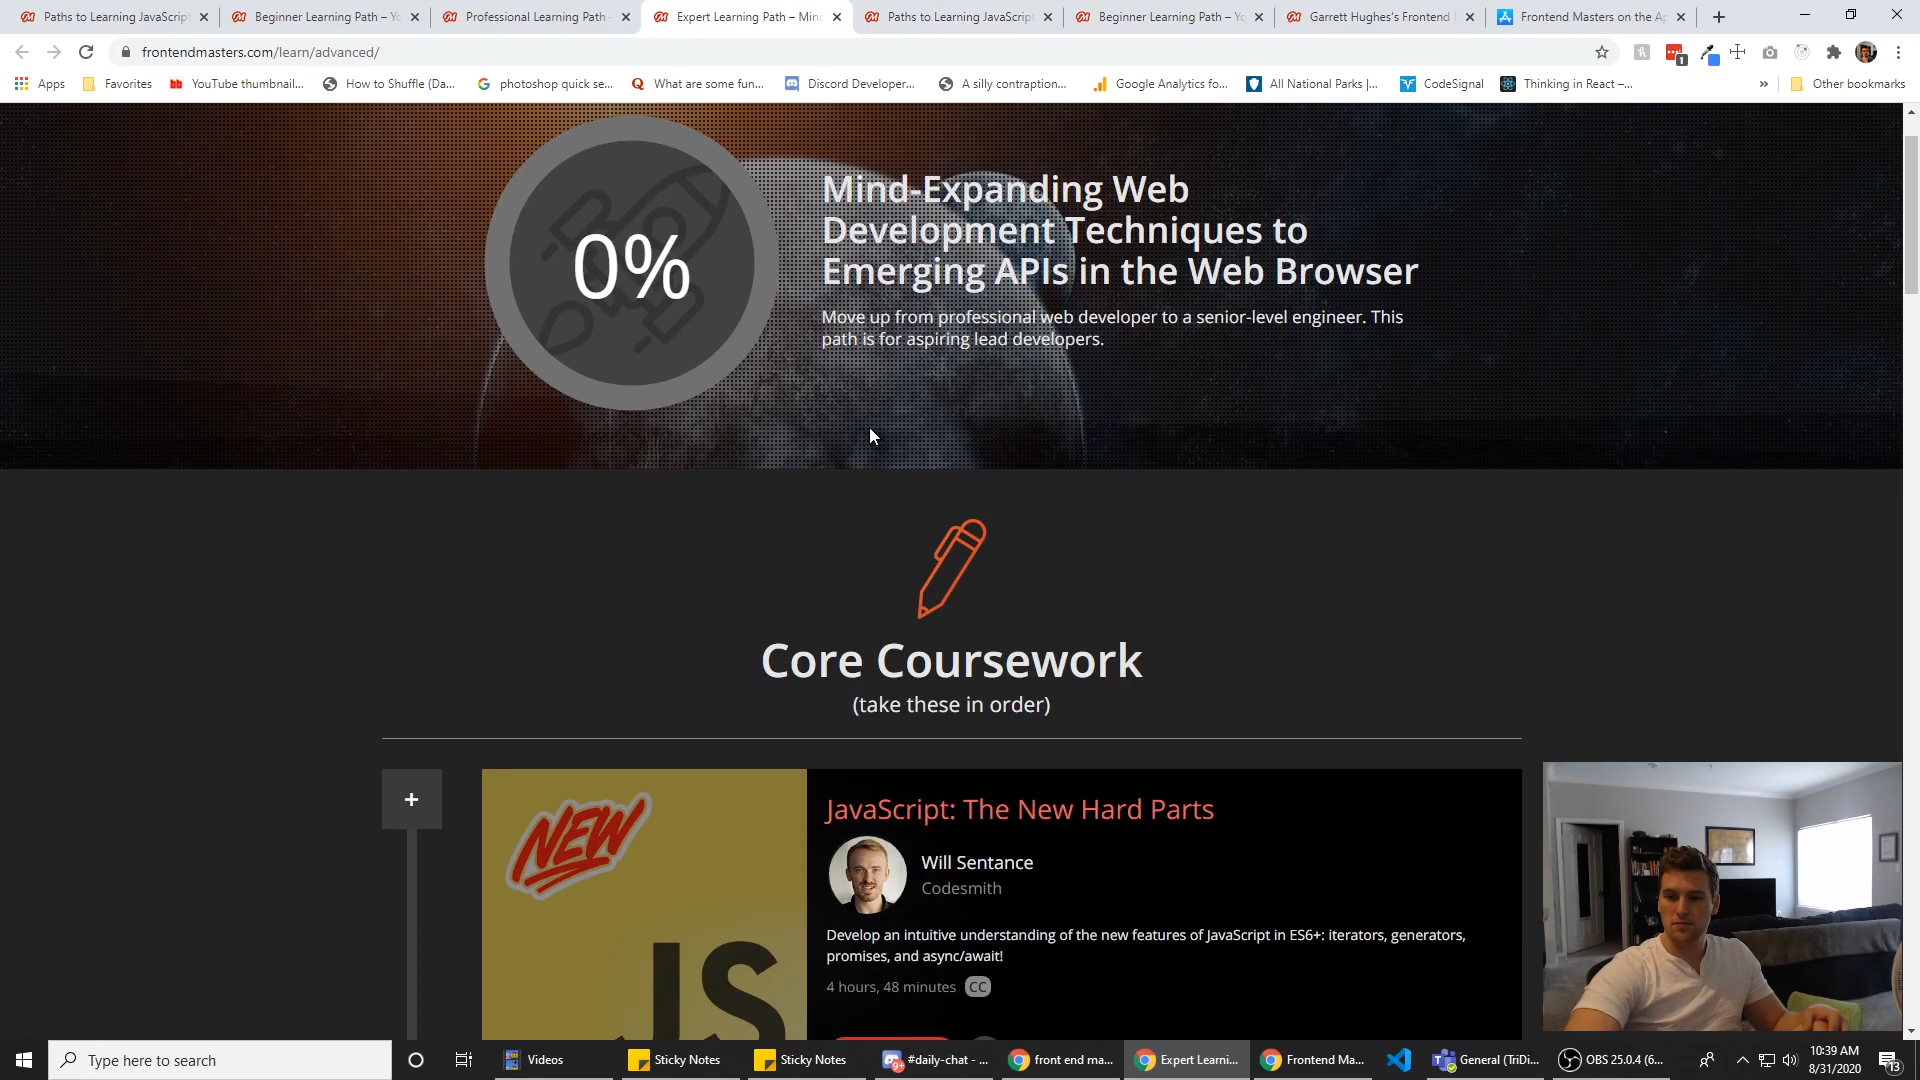 Paths to Learning JavaScript
Beginner Learning Path – Yo
Professional Learning Path
Expert Learning Path – Min
Paths to Learning JavaScript
Beginner Learning Path – Yo
Garrett Hughes's Frontend
Frontend Masters on the Ap
frontendmasters.com/learn/advanced/
Apps
Favorites
YouTube thumbnail...
How to Shuffle (Da...
photoshop quick se...
What are some fun...
Discord Developer...
A silly contraption...
Google Analytics fo...
All National Parks |...
CodeSignal
Thinking in React –...
»
Other bookmarks
0%
Mind-Expanding Web
Development Techniques to
Emerging APIs in the Web Browser
Move up from professional web developer to a senior-level engineer. This
path is for aspiring lead developers.
Core Coursework
(take these in order)
+
NEW
JS
JavaScript: The New Hard Parts
Will Sentance
Codesmith
Develop an intuitive understanding of the new features of JavaScript in ES6+: iterators, generators,
promises, and async/await!
4 hours, 48 minutes CC
Type here to search
Videos
Sticky Notes
Sticky Notes
#daily-chat - ...
front end ma...
Expert Learni...
Frontend Ma...
General (TriDi...
OBS 25.0.4 (6...
10:39 AM
8/31/2020
13